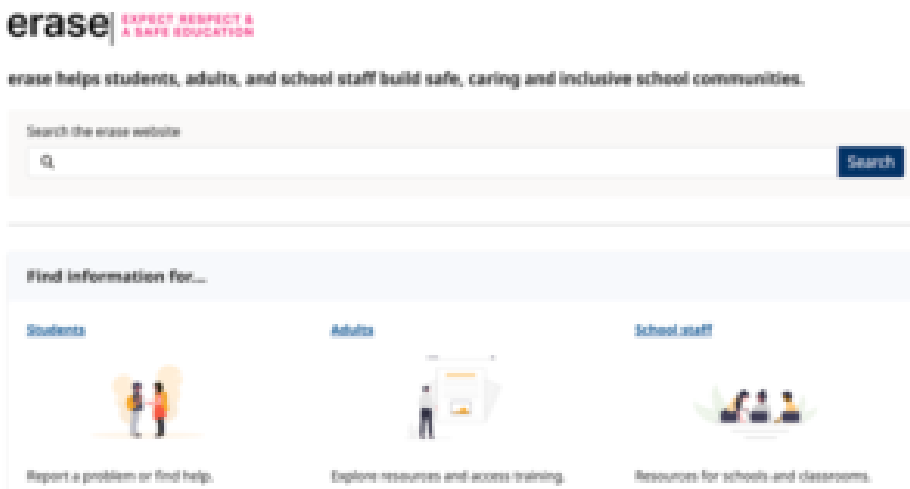 erase EXPECT RESPECT &
A SAFE EDUCATION
erase helps students, adults, and school staff build safe, caring and inclusive school communities.
Search the erase website
Search
Find information for...
Students Adults School staff
Report a problem or find help. Explore resources and access training. Resources for schools and classrooms.